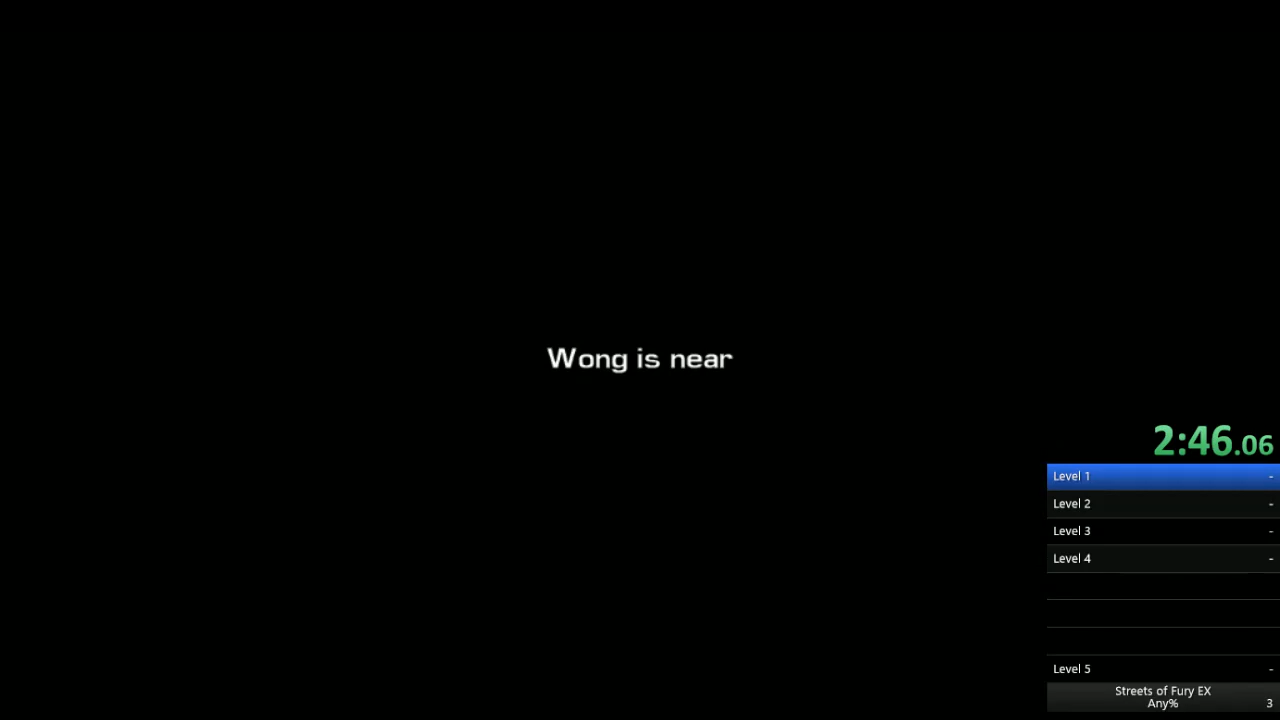 Wong is near
2:46.06
Level 1 -
Level 2 -
Level 3 -
Level 4 -
Level 5 -
Streets of Fury EX
Any% 3